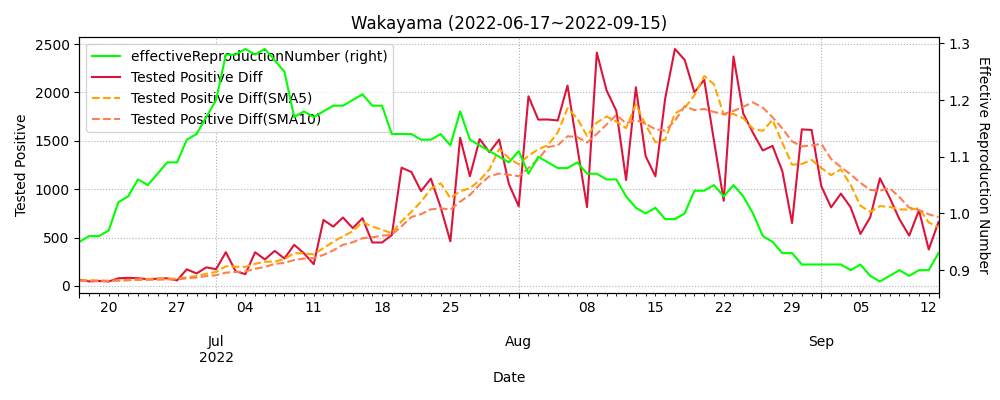 Wakayama (2022-06-17~2022-09-15)
effectiveReproductionNumber (right)
Tested Positive Diff
Tested Positive Diff(SMA5)
Tested Positive Diff(SMA10)
Tested Positive
2500
2000
1500
1000
500
0
1.3
1.2
1.1
1.0
0.9
Effective Reproduction Number
20 27 04 11 18 25 08 15 22 29 05 12
Jul Aug Sep
2022
Date